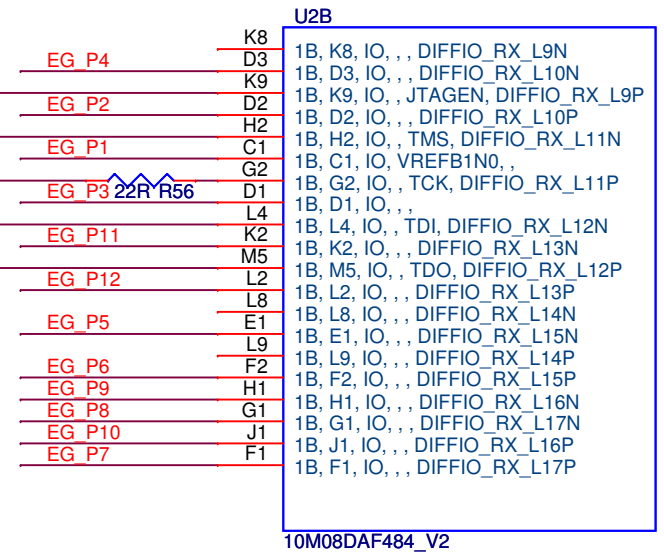 U2B
K8 1B, K8, IO, , , DIFFIO_RX_L9N
EG_P4 D3 1B, D3, IO, , , DIFFIO_RX_L10N
K9 1B, K9, IO, , JTAGEN, DIFFIO_RX_L9P
EG_P2 D2 1B, D2, IO, , , DIFFIO_RX_L10P
H2 1B, H2, IO, , TMS, DIFFIO_RX_L11N
EG_P1 C1 1B, C1, IO, VREFB1N0, ,
G2 1B, G2, IO, , TCK, DIFFIO_RX_L11P
EG_P3 22R R56 D1 1B, D1, IO, , ,
L4 1B, L4, IO, , TDI, DIFFIO_RX_L12N
EG_P11 K2 1B, K2, IO, , , DIFFIO_RX_L13N
M5 1B, M5, IO, , TDO, DIFFIO_RX_L12P
EG_P12 L2 1B, L2, IO, , , DIFFIO_RX_L13P
L8 1B, L8, IO, , , DIFFIO_RX_L14N
EG_P5 E1 1B, E1, IO, , , DIFFIO_RX_L15N
L9 1B, L9, IO, , , DIFFIO_RX_L14P
EG_P6 F2 1B, F2, IO, , , DIFFIO_RX_L15P
EG_P9 H1 1B, H1, IO, , , DIFFIO_RX_L16N
EG_P8 G1 1B, G1, IO, , , DIFFIO_RX_L17N
EG_P10 J1 1B, J1, IO, , , DIFFIO_RX_L16P
EG_P7 F1 1B, F1, IO, , , DIFFIO_RX_L17P
10M08DAF484_V2